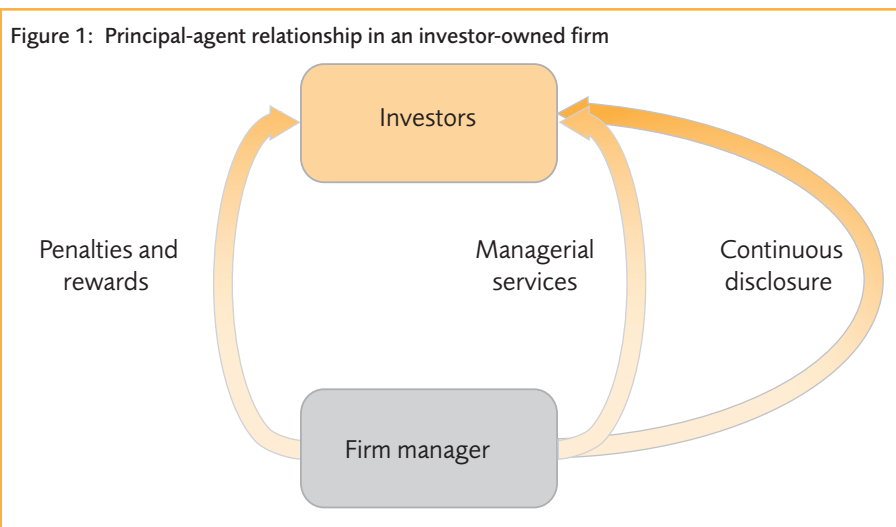 Figure 1: Principal-agent relationship in an investor-owned firm
Investors
Penalties and
rewards
Managerial
services
Continuous
disclosure
Firm manager